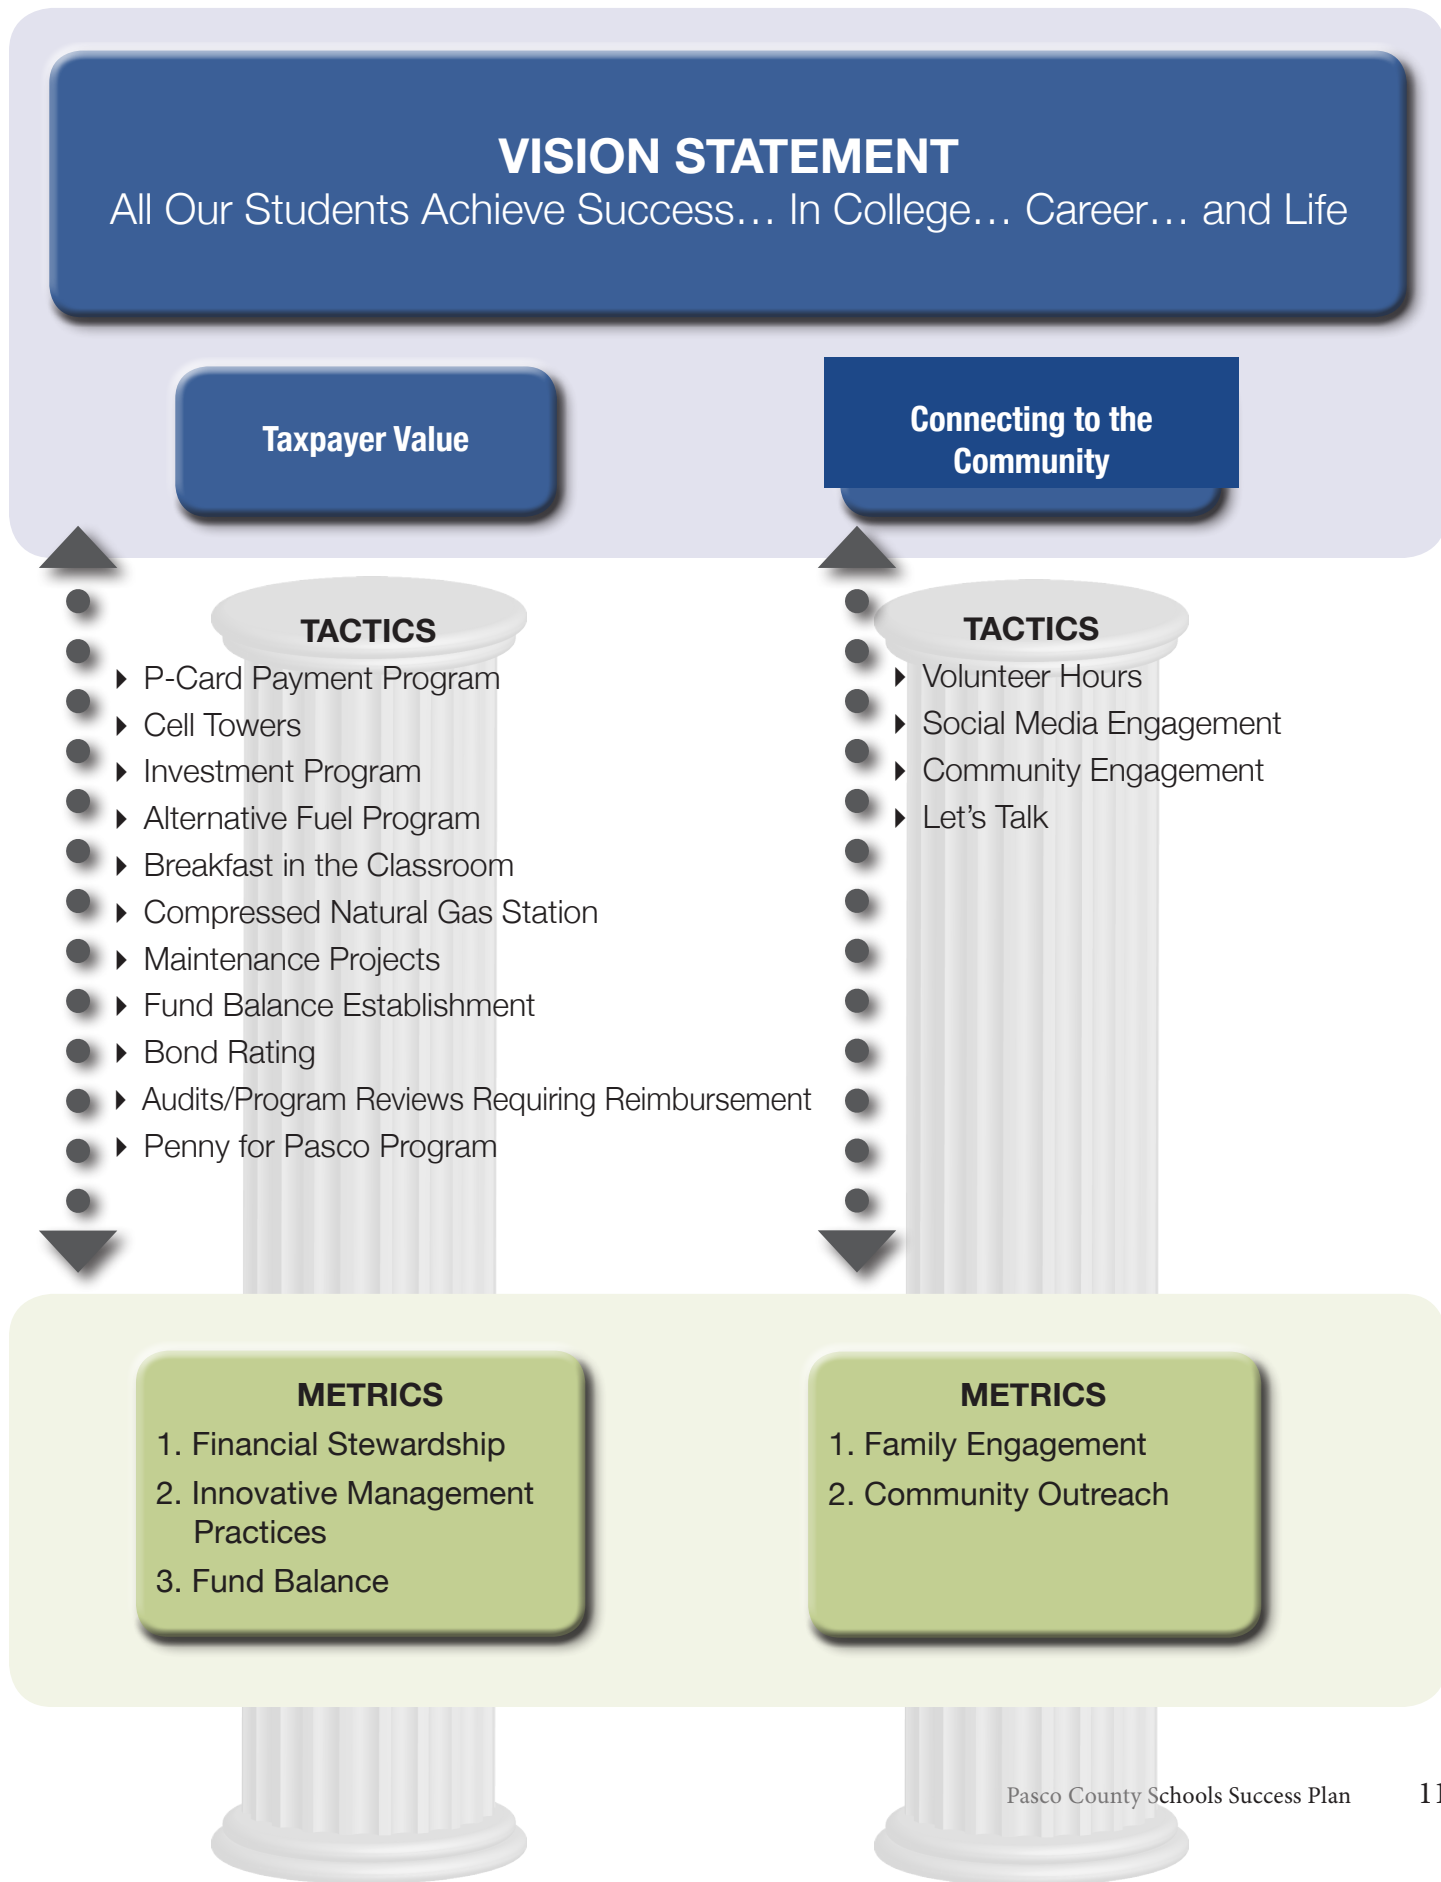 VISION STATEMENT
All Our Students Achieve Success… In College… Career… and Life
Taxpayer Value
Connecting to the
Community
TACTICS
P-Card Payment Program
Cell Towers
Investment Program
Alternative Fuel Program
Breakfast in the Classroom
Compressed Natural Gas Station
Maintenance Projects
Fund Balance Establishment
Bond Rating
Audits/Program Reviews Requiring Reimbursement
Penny for Pasco Program
TACTICS
Volunteer Hours
Social Media Engagement
Community Engagement
Let's Talk
METRICS
1. Financial Stewardship
2. Innovative Management
Practices
3. Fund Balance
METRICS
1. Family Engagement
2. Community Outreach
Pasco County Schools Success Plan 11